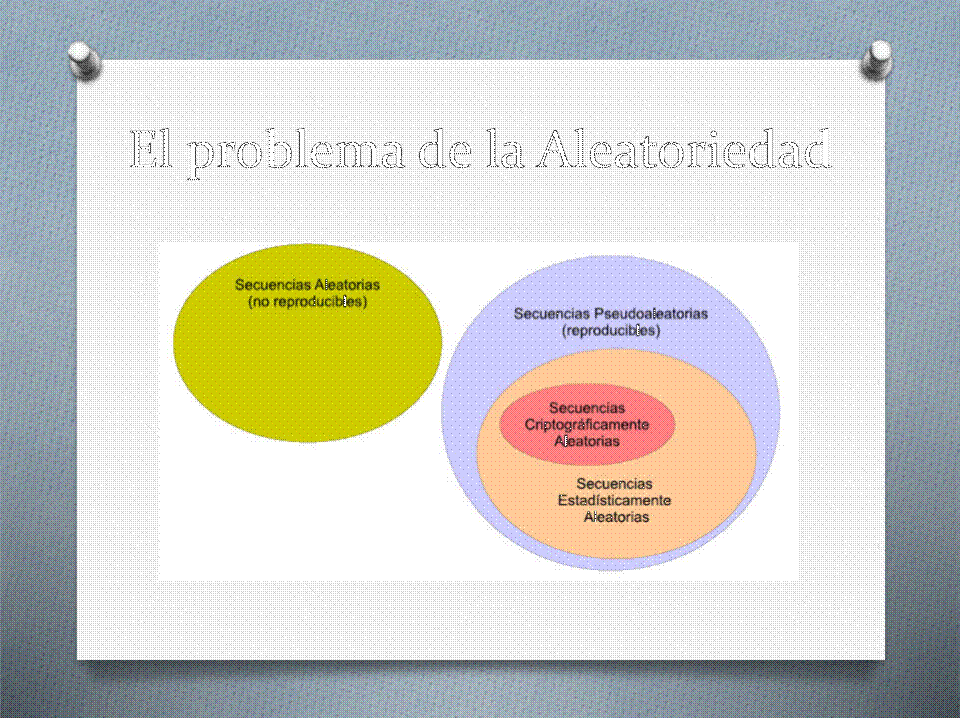 El problema de la Aleatoriedad
Secuencias Aleatorias
(no reproducibles)
Secuencias Pseudoaleatorias
(reproducibles)
Secuencias
Criptográficamente
Aleatorias
Secuencias
Estadísticamente
Aleatorias